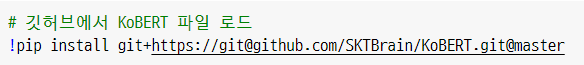 # 깃허브에서 KoBERT 파일 로드
!pip install git+https://git@github.com/SKTBrain/KoBERT.git@master